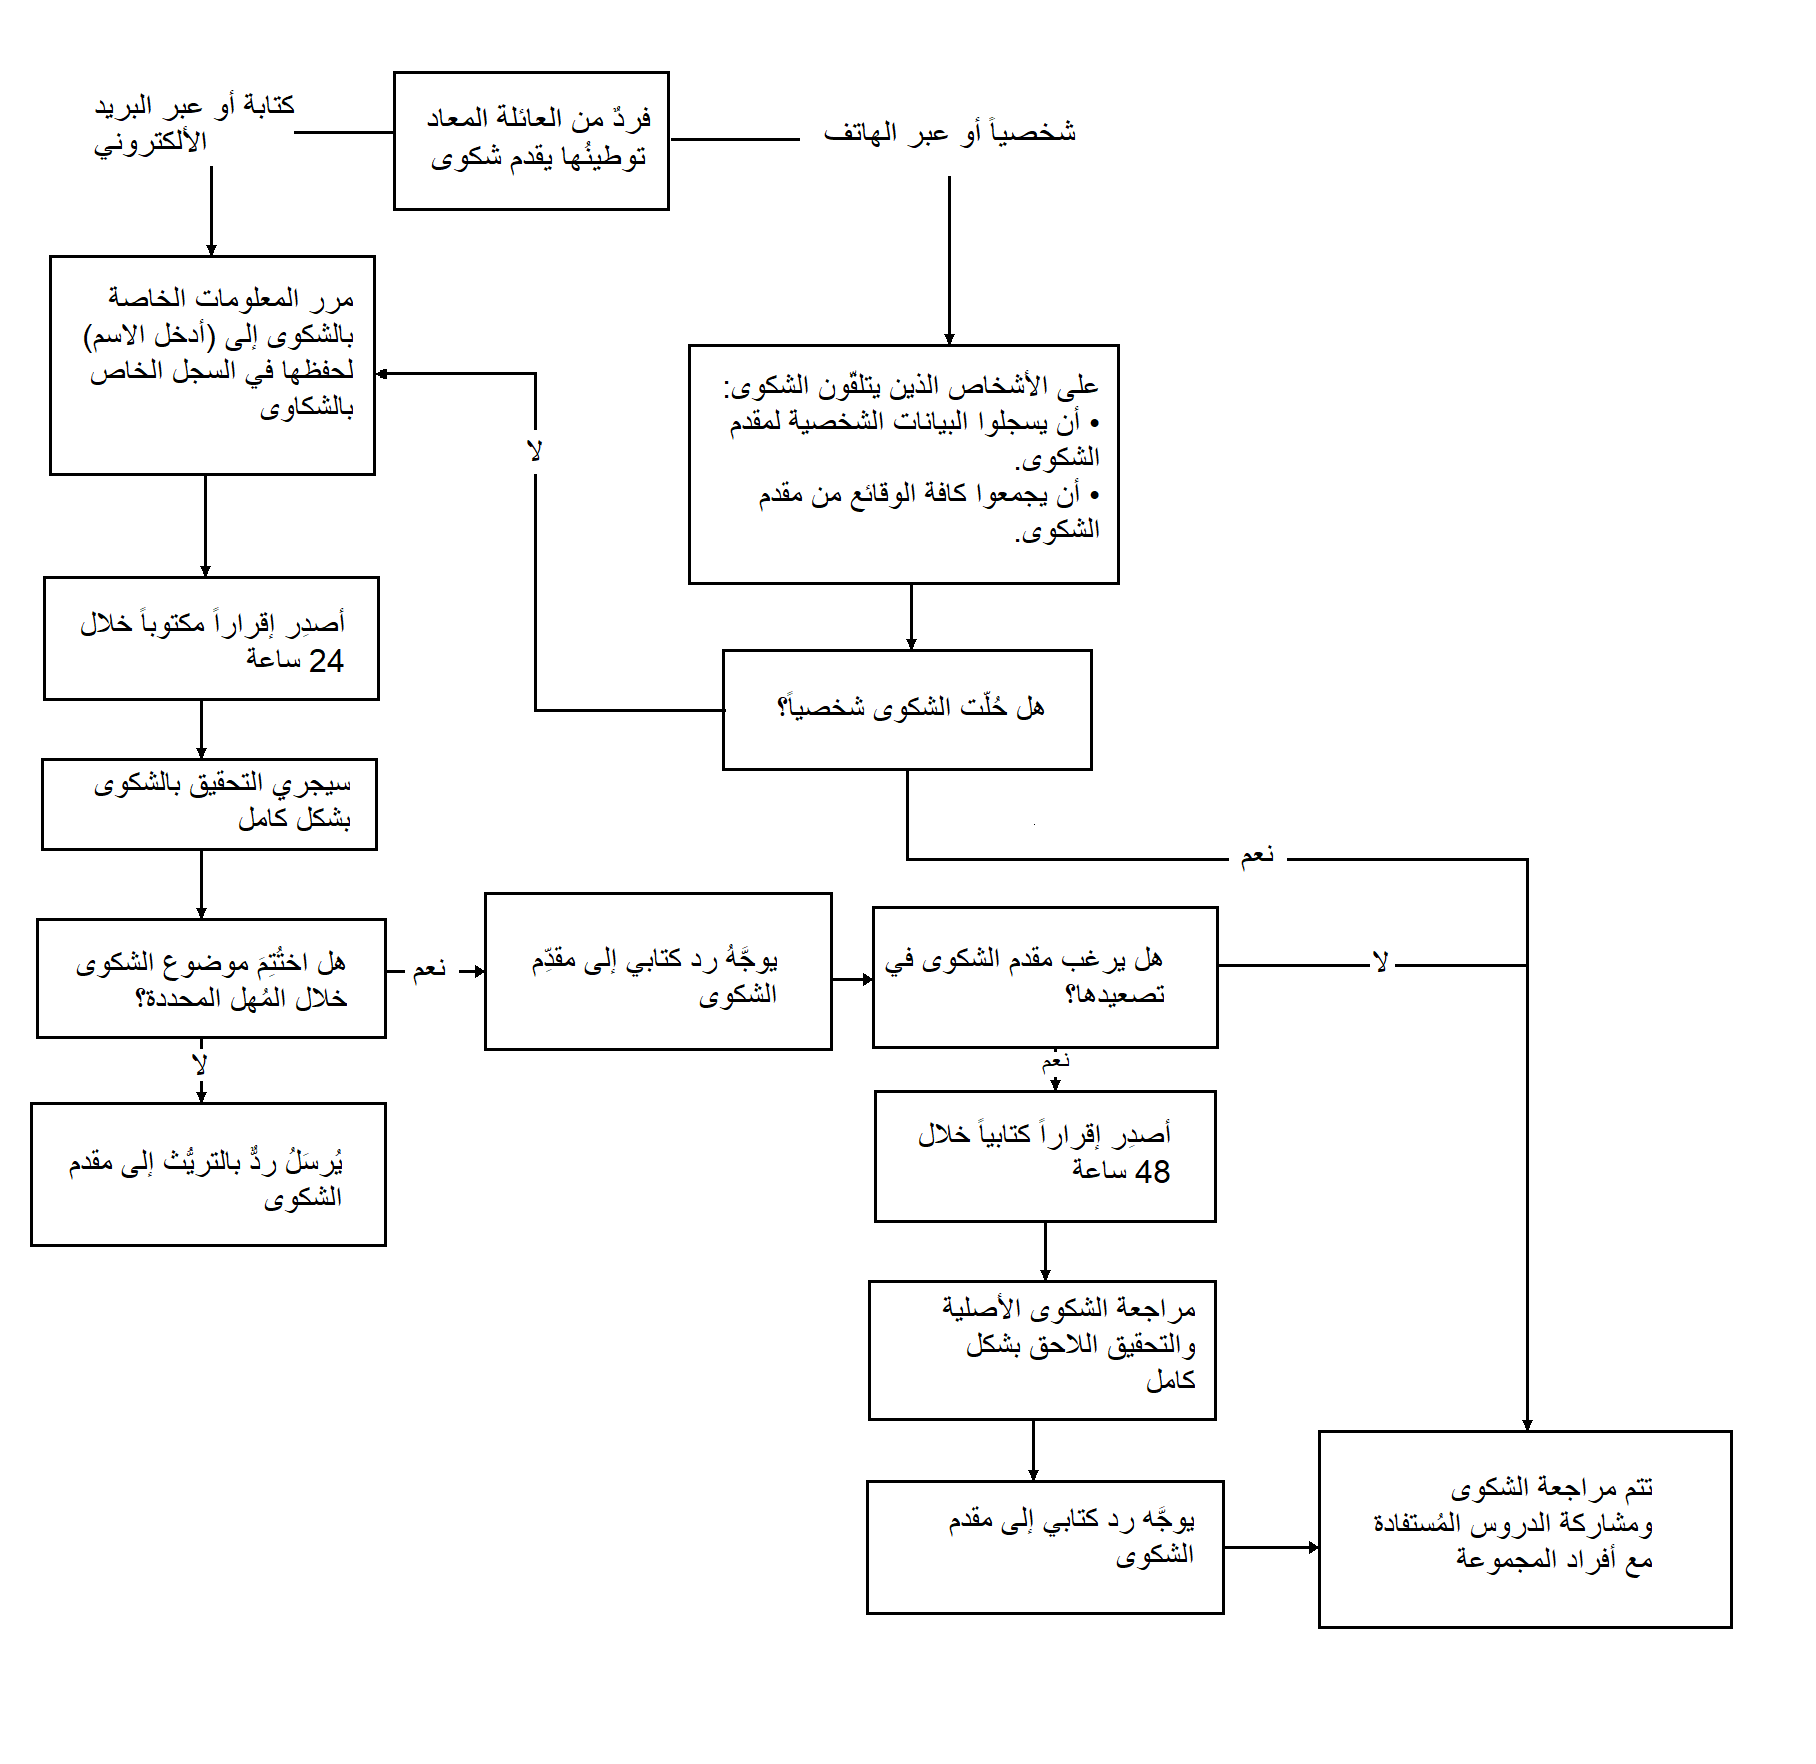 فردٌ من العائلة المعاد
توطينُها يقدم شكوى
شخصياً أو عبر الهاتف
كتابة أو عبر البريد
الألكتروني
مرر المعلومات الخاصة
بالشكوى إلى (أدخل الاسم)
لحفظها في السجل الخاص
بالشكاوى
على الأشخاص الذين يتلقّون الشكوى:
• أن يسجلوا البيانات الشخصية لمقدم
الشكوى.
• أن يجمعوا كافة الوقائع من مقدم
الشكوى.
لا
أصدِر إقراراً مكتوباً خلال
24 ساعة
هل حُلّت الشكوى شخصياً؟
سيجري التحقيق بالشكوى
بشكل كامل
نعم
هل اختُتِمَ موضوع الشكوى
خلال المُهل المحددة؟
نعم
يوجَّهُ رد كتابي إلى مقدِّم
الشكوى
هل يرغب مقدم الشكوى في
تصعيدها؟
لا
لا
نعم
يُرسَلُ ردٌّ بالتريُّث إلى مقدم
الشكوى
أصدِر إقراراً كتابياً خلال
48 ساعة
مراجعة الشكوى الأصلية
والتحقيق اللاحق بشكل
كامل
يوجَّه رد كتابي إلى مقدم
الشكوى
تتم مراجعة الشكوى
ومشاركة الدروس المُستفادة
مع أفراد المجموعة